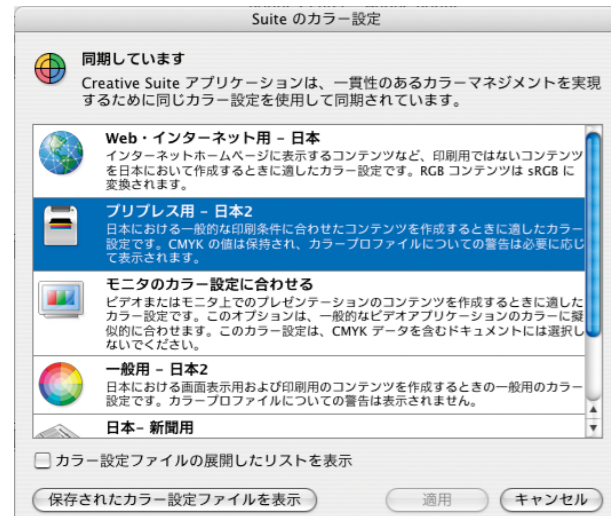 Suite のカラー設定
同期しています
Creative Suite アプリケーションは、一貫性のあるカラーマネジメントを実現
するために同じカラー設定を使用して同期されています。
Web・インターネット用 – 日本
インターネットホームページに表示するコンテンツなど、印刷用ではないコンテンツ
を日本において作成するときに適したカラー設定です。RGB コンテンツは sRGB に
変換されます。
プリプレス用 – 日本2
日本における一般的な印刷条件に合わせたコンテンツを作成するときに適したカラー
設定です。CMYK の値は保持され、カラープロファイルについての警告は必要に応じ
て表示されます。
モニタのカラー設定に合わせる
ビデオまたはモニタ上でのプレゼンテーションのコンテンツを作成するときに適した
カラー設定です。このオプションは、一般的なビデオアプリケーションのカラーに擬
似的に合わせます。このカラー設定は、CMYK データを含むドキュメントには選択し
ないでください。
一般用 – 日本2
日本における画面表示用および印刷用のコンテンツを作成するときの一般用のカラー
設定です。カラープロファイルについての警告は表示されません。
日本– 新聞用
カラー設定ファイルの展開したリストを表示
保存されたカラー設定ファイルを表示 適用 キャンセル